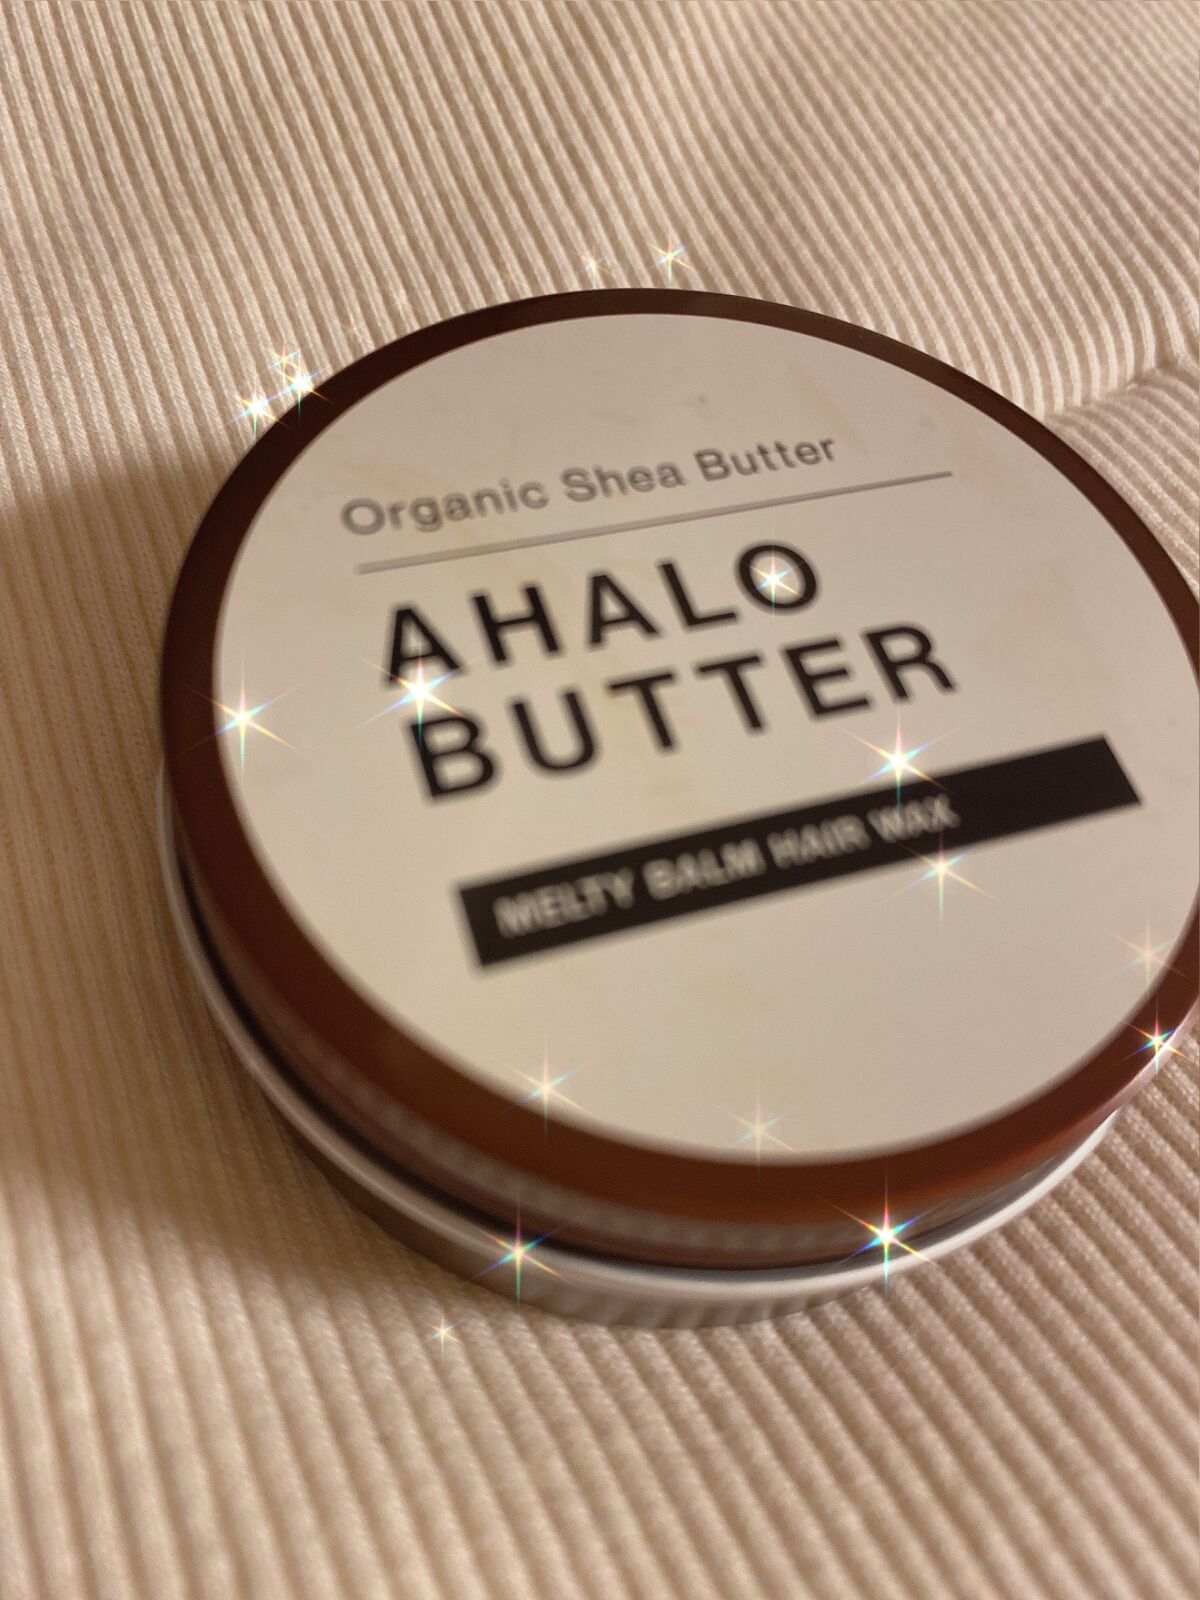 Organic Shea Butter
AHALO
BUTTER
MELTY BALM HAIR WAX